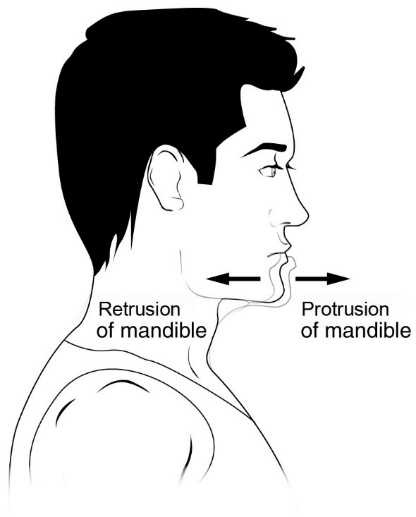 Retrusion
of mandible
Protrusion
of mandible